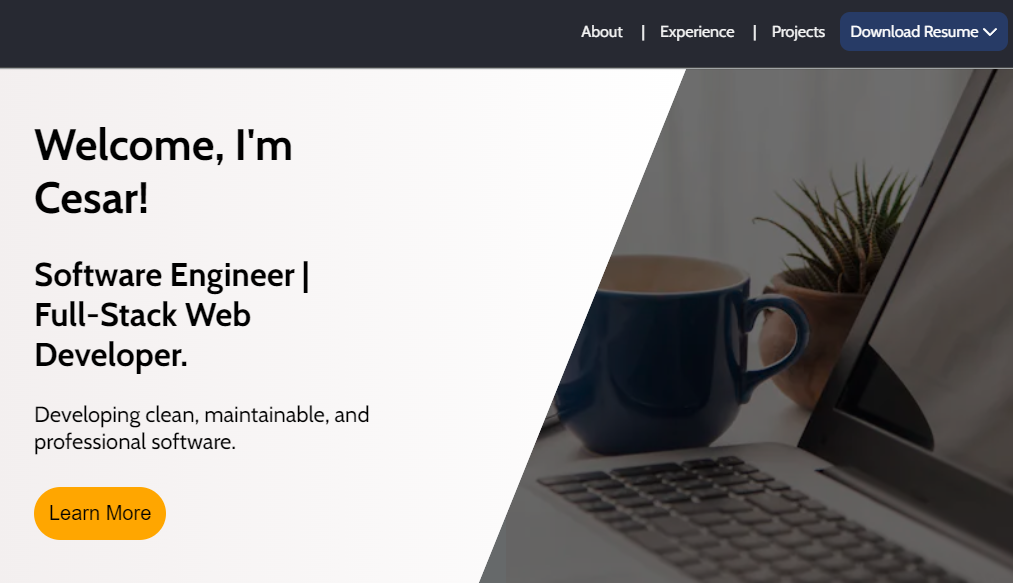 About | Experience | Projects Download Resume
Welcome, I'm
Cesar!
Software Engineer |
Full-Stack Web
Developer.
Developing clean, maintainable, and
professional software.
Learn More